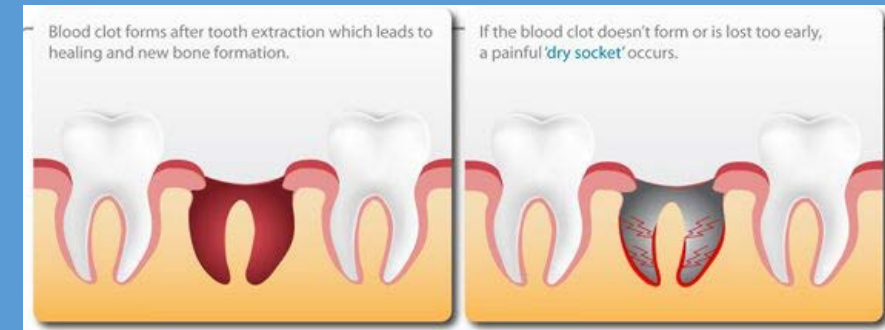 Blood clot forms after tooth extraction which leads to
healing and new bone formation.
If the blood clot doesn't form or is lost too early,
a painful 'dry socket' occurs.